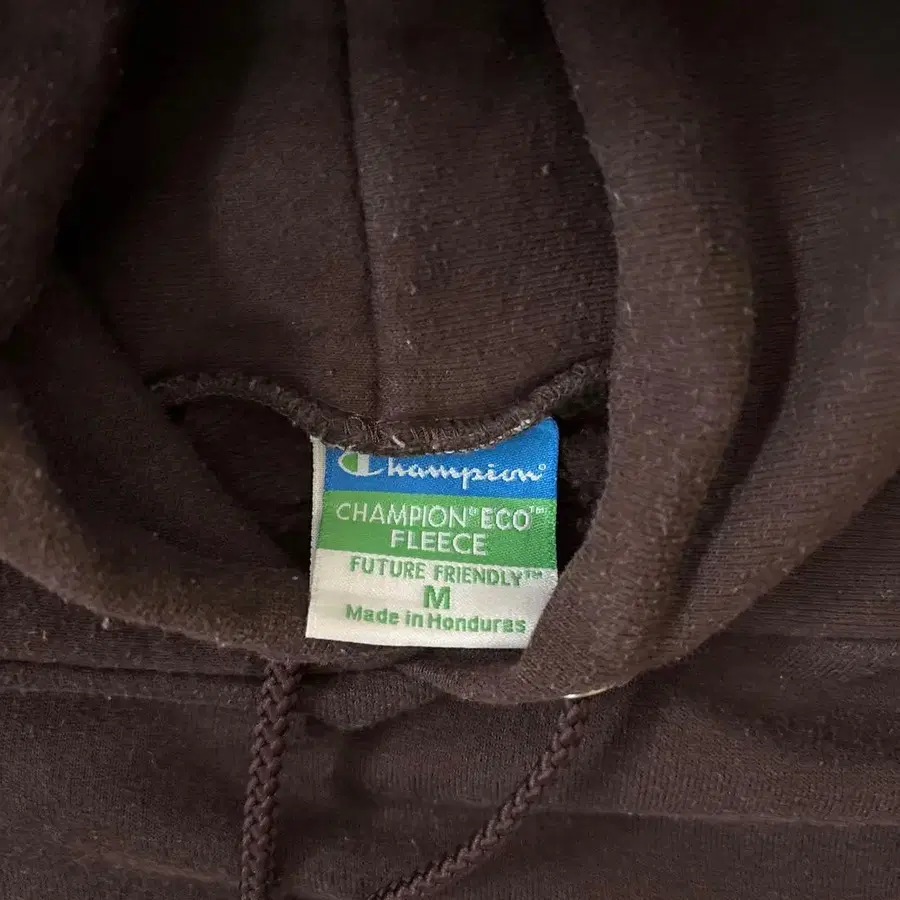 Champion®
CHAMPION® ECO™
FLEECE
FUTURE FRIENDLY™
M
Made in Honduras